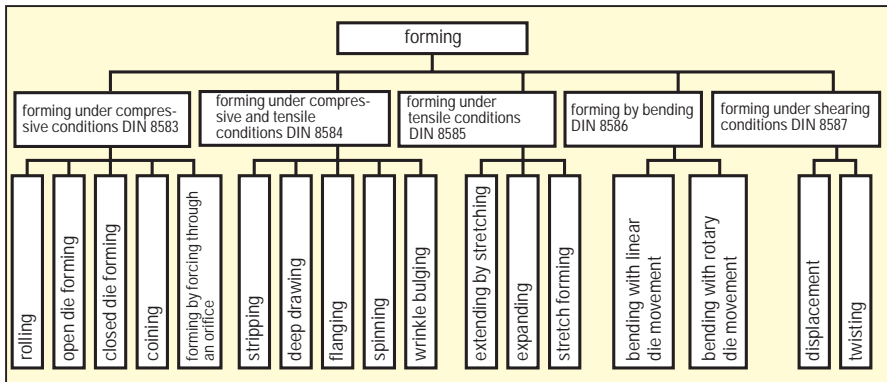 forming
forming under compres-
sive conditions DIN 8583
forming under compres-
sive and tensile
conditions DIN 8584
forming under
tensile conditions
DIN 8585
forming by bending
DIN 8586
forming under shearing
conditions DIN 8587
rolling
open die forming
closed die forming
coining
forming by forcing through
an orifice
stripping
deep drawing
flanging
spinning
wrinkle bulging
extending by stretching
expanding
stretch forming
bending with linear
die movement
bending with rotary
die movement
displacement
twisting